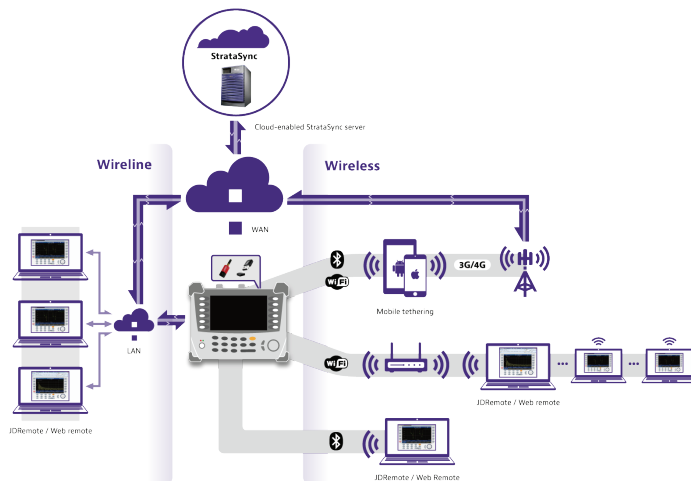 StrataSync
Cloud-enabled StrataSync server
Wireline
Wireless
WAN
WiFi
3G/4G
Mobile tethering
LAN
WiFi
JDRemote / Web remote
JDRemote / Web remote
JDRemote / Web Remote